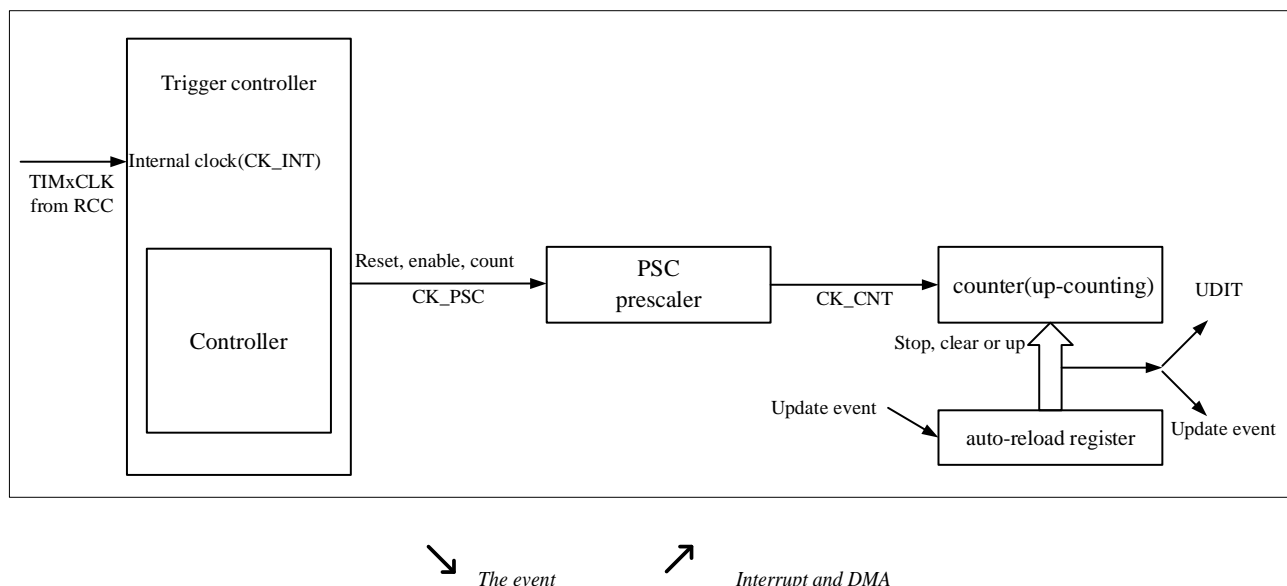 Trigger controller
Internal clock(CK_INT)
TIMxCLK
from RCC
Controller
Reset, enable, count
CK_PSC
PSC
prescaler
CK_CNT
counter(up-counting)
UDIT
Stop, clear or up
Update event
auto-reload register
Update event
The event
Interrupt and DMA